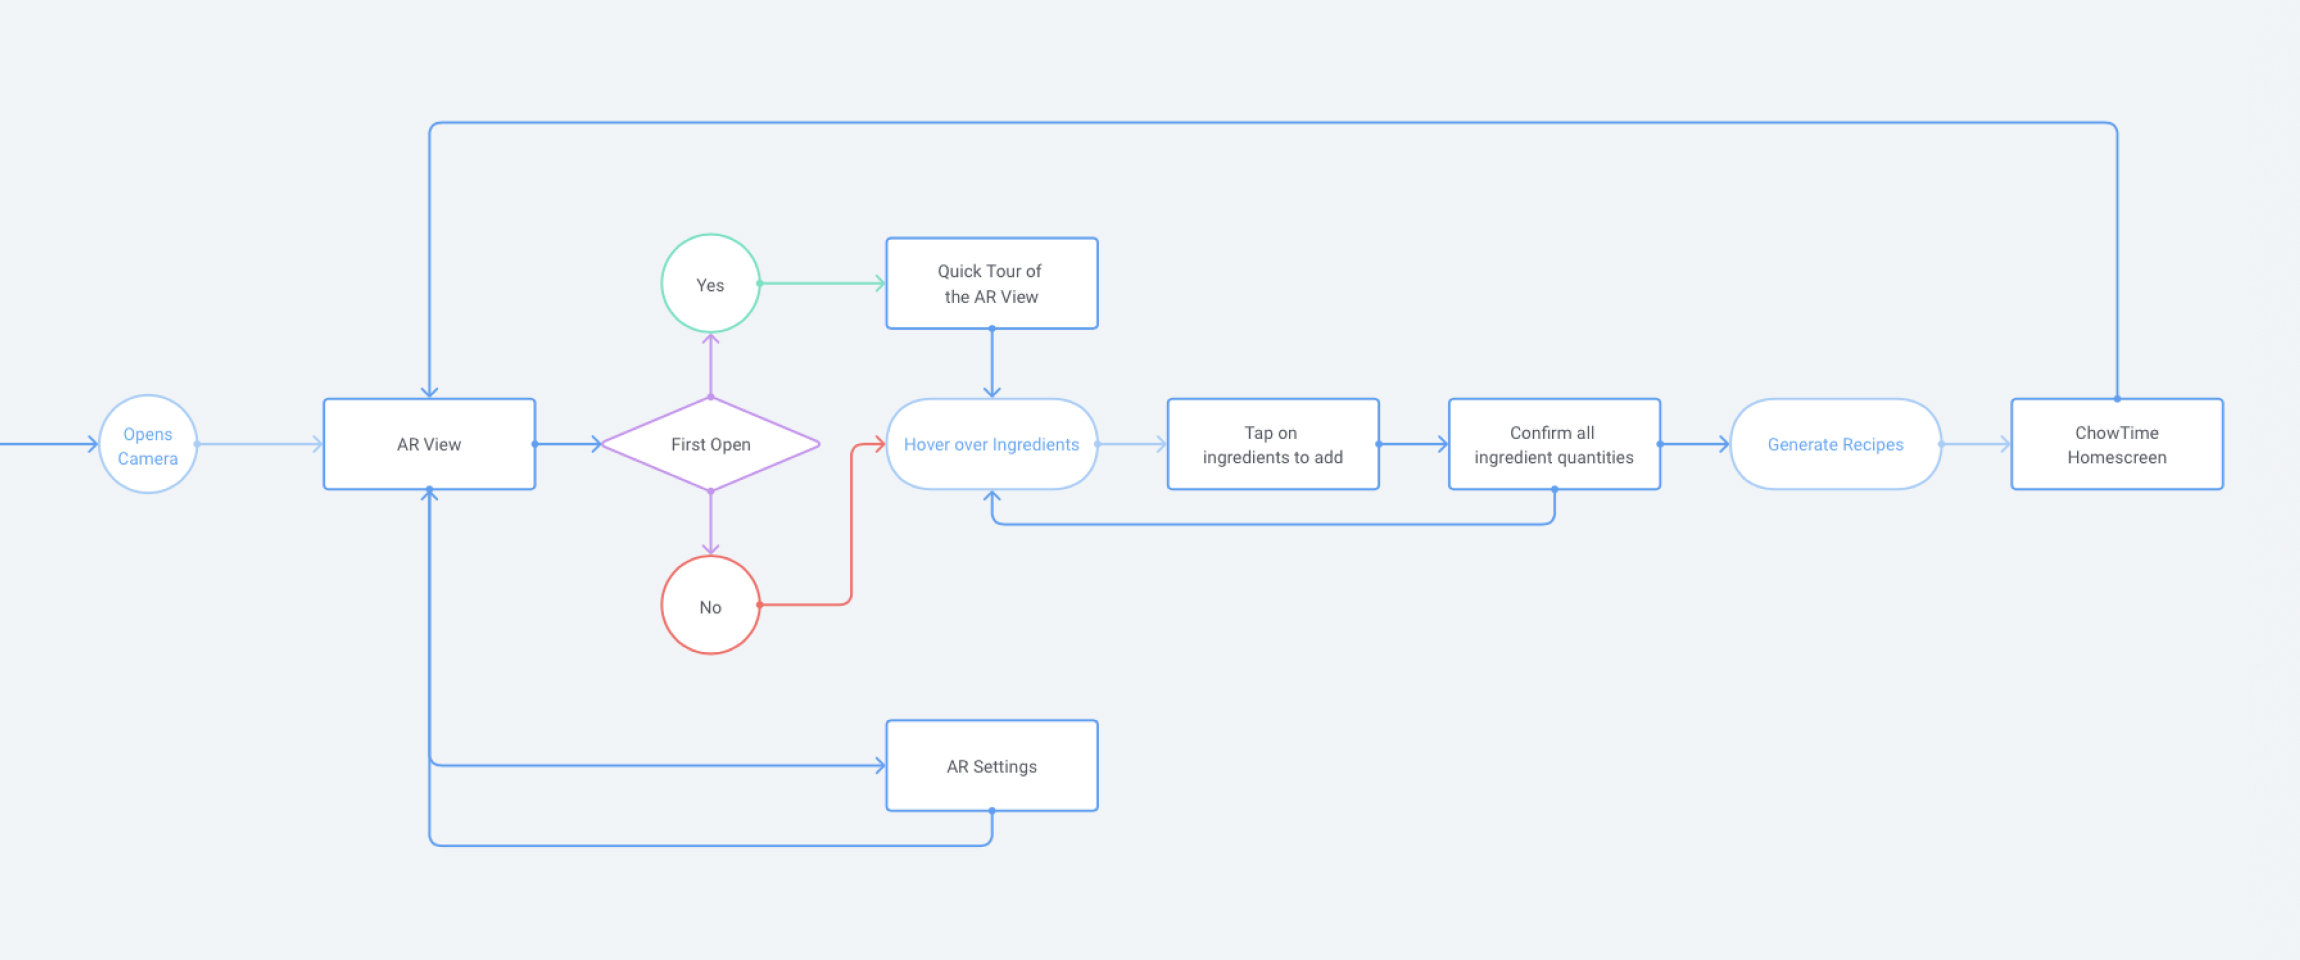 Yes
Quick Tour of
the AR View
Opens
Camera
AR View
First Open
Hover over Ingredients
Tap on
ingredients to add
Confirm all
ingredient quantities
Generate Recipes
ChowTime
Homescreen
No
AR Settings